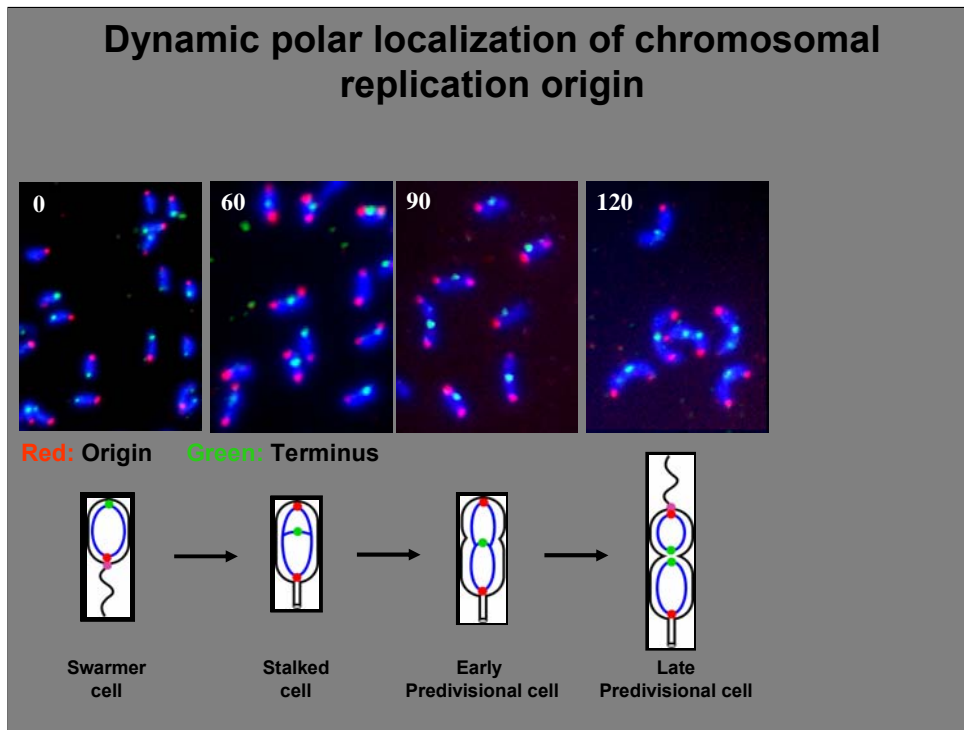 Dynamic polar localization of chromosomal
replication origin
0
60
90
120
Red: Origin
Green: Terminus
Swarmer
cell
Stalked
cell
Early
Predivisional cell
Late
Predivisional cell